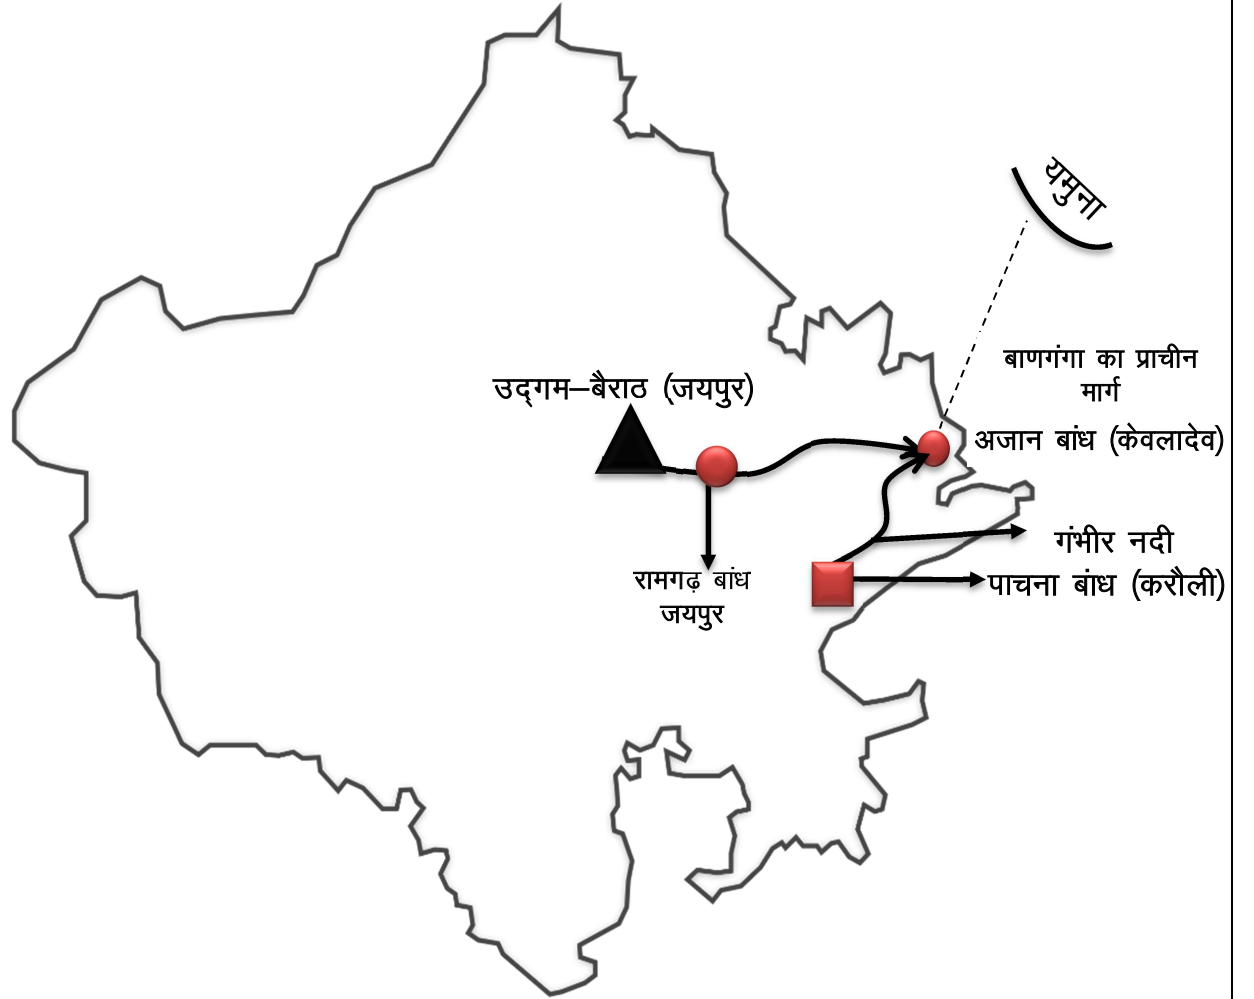 यमुना
बाणगंगा का प्राचीन
मार्ग
उद्गम–बैराठ (जयपुर)
अजान बांध (केवलादेव)
गंभीर नदी
रामगढ़ बांध
जयपुर
पाचना बांध (करौली)